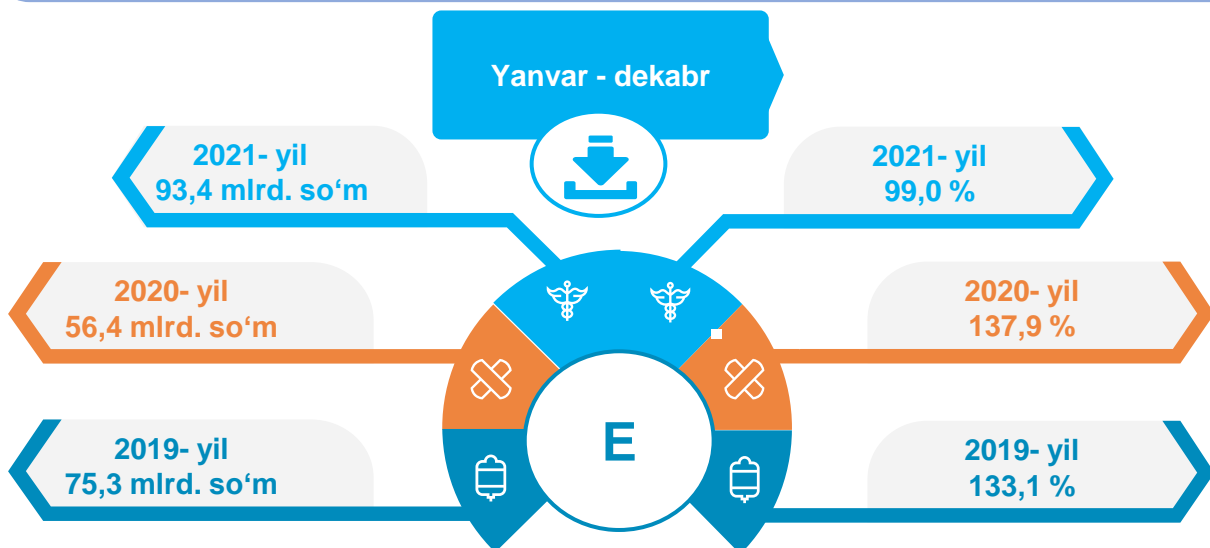 Yanvar - dekabr
2021- yil
93,4 mlrd. so‘m
2021- yil
99,0 %
2020- yil
56,4 mlrd. so‘m
2020- yil
137,9 %
2019- yil
75,3 mlrd. so‘m
2019- yil
133,1 %
E